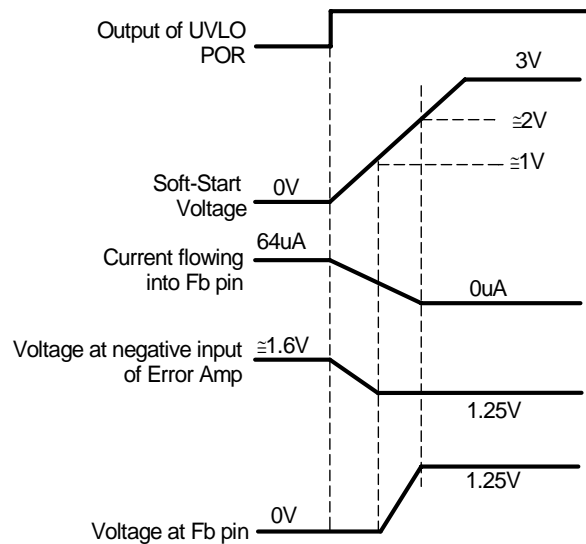 Output of UVLO
POR
3V
≅2V
≅1V
Soft-Start
Voltage
0V
64uA
Current flowing
into Fb pin
0uA
Voltage at negative input
of Error Amp
≅1.6V
1.25V
1.25V
Voltage at Fb pin
0V